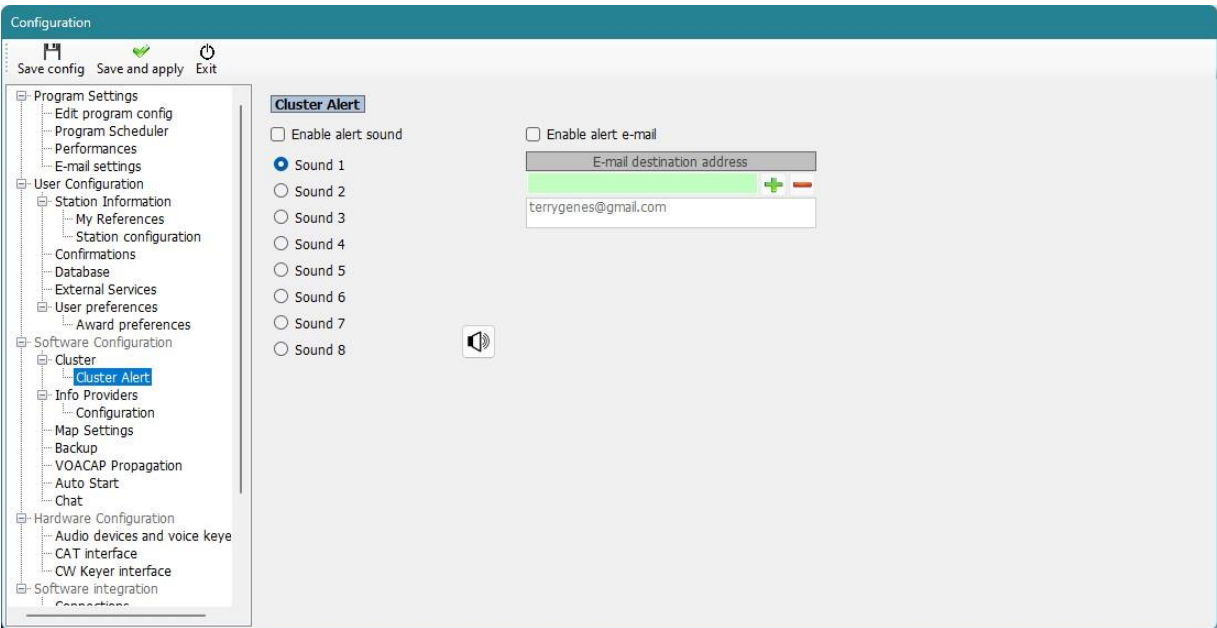 Configuration
Save config Save and apply Exit
Program Settings
Edit program config
Program Scheduler
Performances
E-mail settings
User Configuration
Station Information
My References
Station configuration
Confirmations
Database
External Services
User preferences
Award preferences
Software Configuration
Cluster
Cluster Alert
Info Providers
Configuration
Map Settings
Backup
VOACAP Propagation
Auto Start
Chat
Hardware Configuration
Audio devices and voice keye
CAT interface
CW Keyer interface
Software integration
Connections
Cluster Alert
Enable alert sound
Sound 1
Sound 2
Sound 3
Sound 4
Sound 5
Sound 6
Sound 7
Sound 8
Enable alert e-mail
E-mail destination address
terrygenes@gmail.com